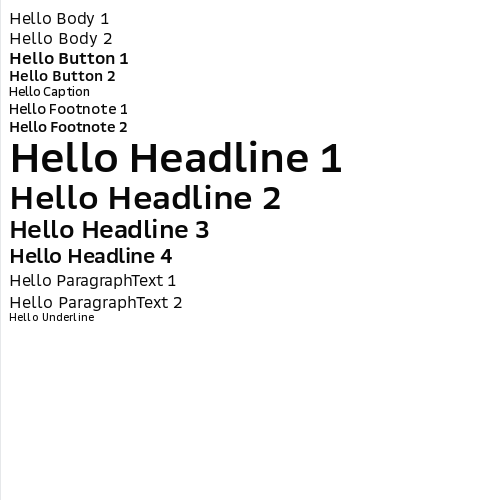 Hello Body 1
Hello Body 2
Hello Button 1
Hello Button 2
Hello Caption
Hello Footnote 1
Hello Footnote 2
Hello Headline 1
Hello Headline 2
Hello Headline 3
Hello Headline 4
Hello ParagraphText 1
Hello ParagraphText 2
Hello Underline